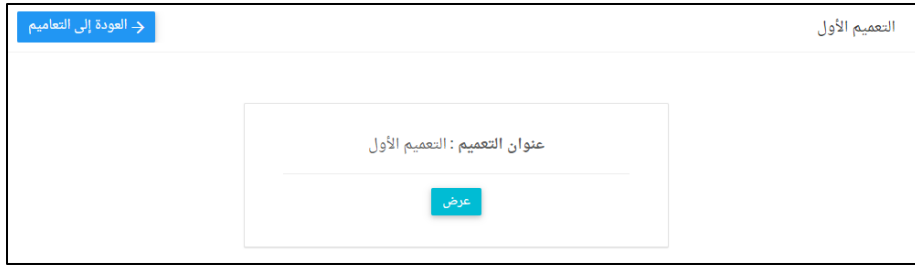 التعميم الأول
العودة إلى التعاميم
عنوان التعميم : التعميم الأول
عرض